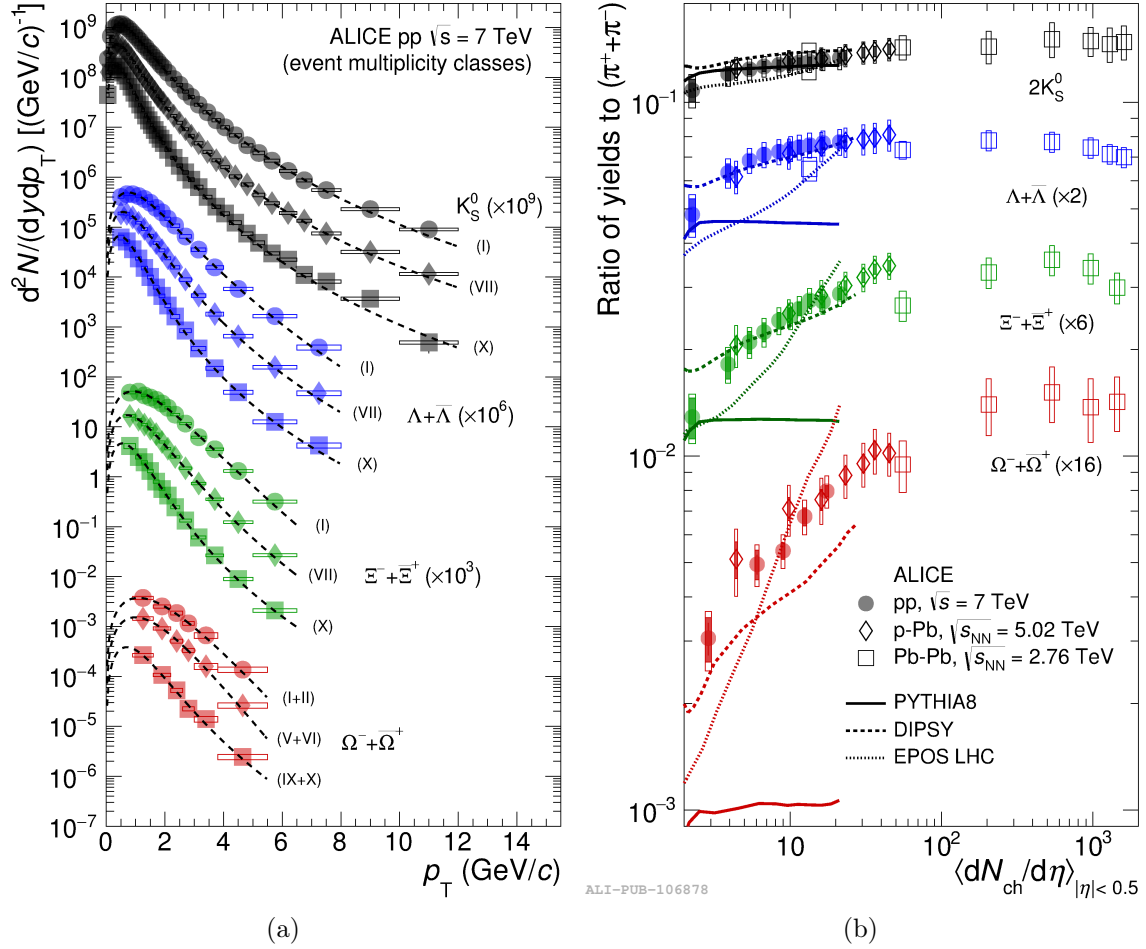 ALICE pp √s = 7 TeV
(event multiplicity classes)
d²N/(dydp_T) [(GeV/c)⁻¹]
10⁹
10⁸
10⁷
10⁶
10⁵
10⁴
10³
10²
10
1
10⁻¹
10⁻²
10⁻³
10⁻⁴
10⁻⁵
10⁻⁶
10⁻⁷
K⁰_S (×10⁹)
(I)
(VII)
(X)
(I)
(VII)
Λ+Λ̅ (×10⁶)
(X)
(I)
(VII)
Ξ⁻+Ξ̅⁺ (×10³)
(X)
(I+II)
(V+VI)
Ω⁻+Ω̅⁺
(IX+X)
0 2 4 6 8 10 12 14
p_T (GeV/c)
(a)
Ratio of yields to (π⁺+π⁻)
10⁻¹
10⁻²
10⁻³
2K⁰_S
Λ+Λ̅ (×2)
Ξ⁻+Ξ̅⁺ (×6)
Ω⁻+Ω̅⁺ (×16)
ALICE
pp, √s = 7 TeV
p-Pb, √s_NN = 5.02 TeV
Pb-Pb, √s_NN = 2.76 TeV
PYTHIA8
DIPSY
EPOS LHC
10 10² 10³
⟨dN_ch/dη⟩_|η|< 0.5
ALI-PUB-106878
(b)